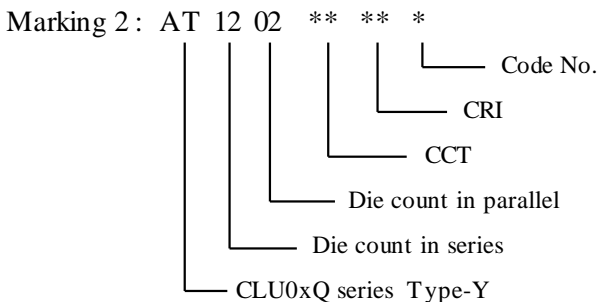 Marking 2 : AT 12 02 ** ** *
Code No.
CRI
CCT
Die count in parallel
Die count in series
CLU0xQ series Type-Y